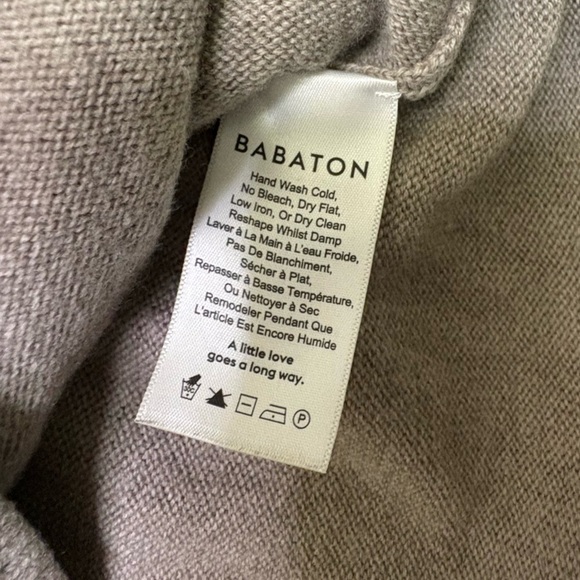 BABATON
Hand Wash Cold,
No Bleach, Dry Flat,
Low Iron, Or Dry Clean
Reshape Whilst Damp
Laver à La Main à L'eau Froide,
Pas De Blanchiment,
Sécher à Plat,
Repasser à Basse Température,
Ou Nettoyer à Sec
Remodeler Pendant Que
L'article Est Encore Humide
A little love
goes a long way.
30C P